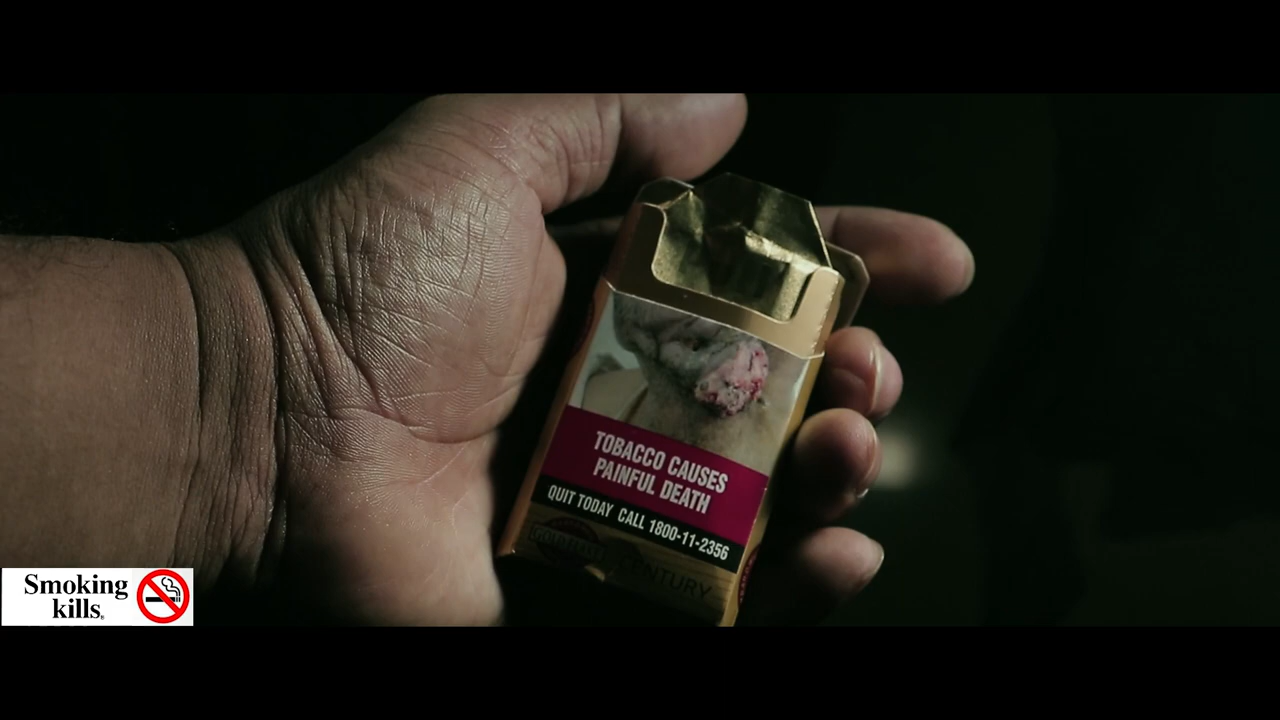 TOBACCO CAUSES
PAINFUL DEATH
QUIT TODAY CALL 1800-11-2356
CENTURY
Smoking
kills.